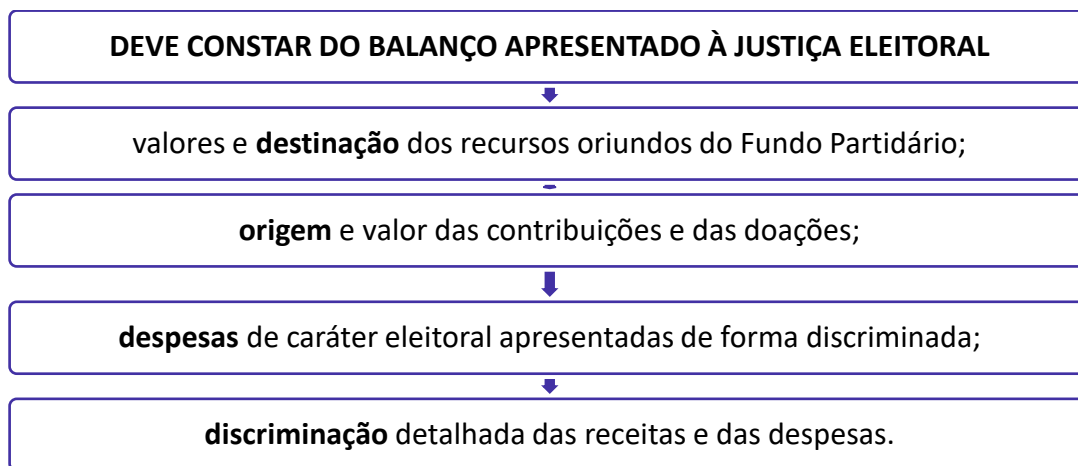 DEVE CONSTAR DO BALANÇO APRESENTADO À JUSTIÇA ELEITORAL
valores e destinação dos recursos oriundos do Fundo Partidário;
origem e valor das contribuições e das doações;
despesas de caráter eleitoral apresentadas de forma discriminada;
discriminação detalhada das receitas e das despesas.